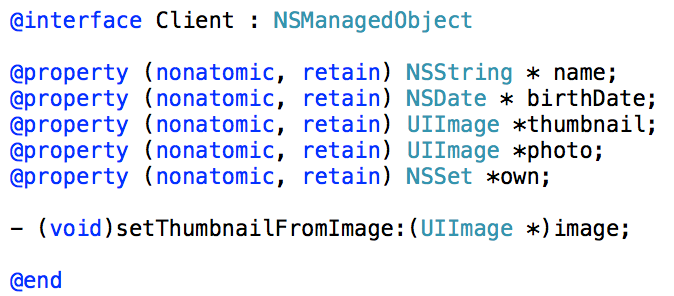 @interface Client : NSManagedObject
@property (nonatomic, retain) NSString * name;
@property (nonatomic, retain) NSDate * birthDate;
@property (nonatomic, retain) UIImage *thumbnail;
@property (nonatomic, retain) UIImage *photo;
@property (nonatomic, retain) NSSet *own;
- (void)setThumbnailFromImage:(UIImage *)image;
@end